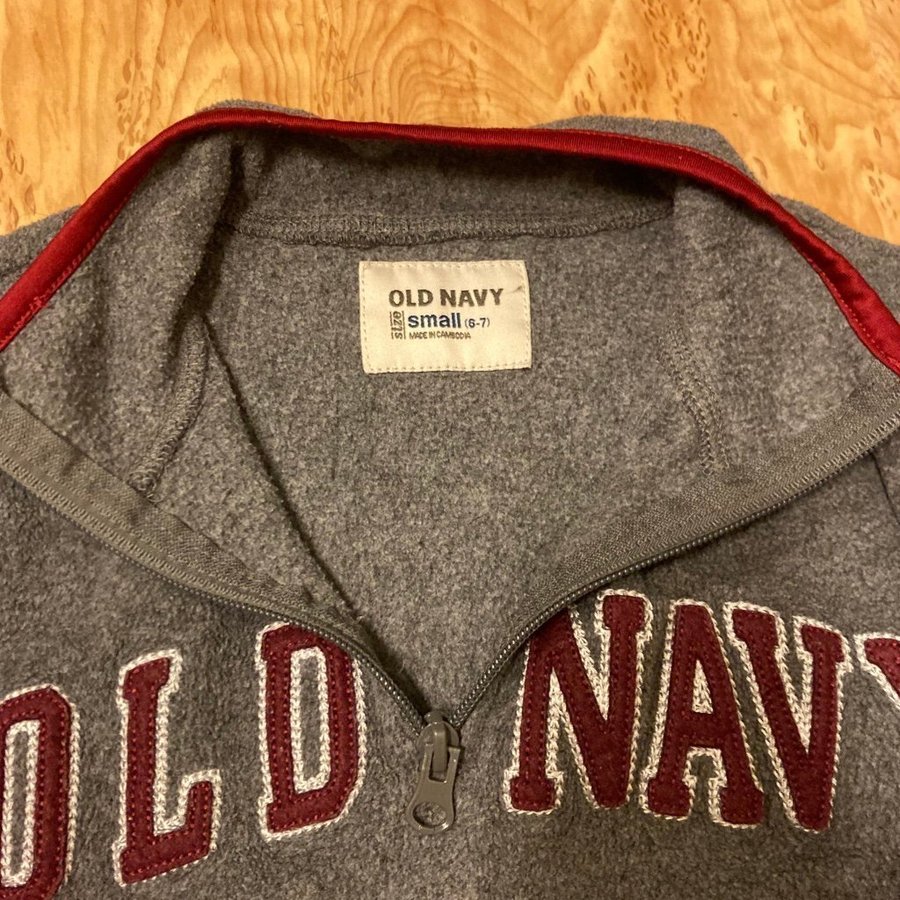 OLD NAVY
size small (6-7)
MADE IN CAMBODIA
OLD NAVY